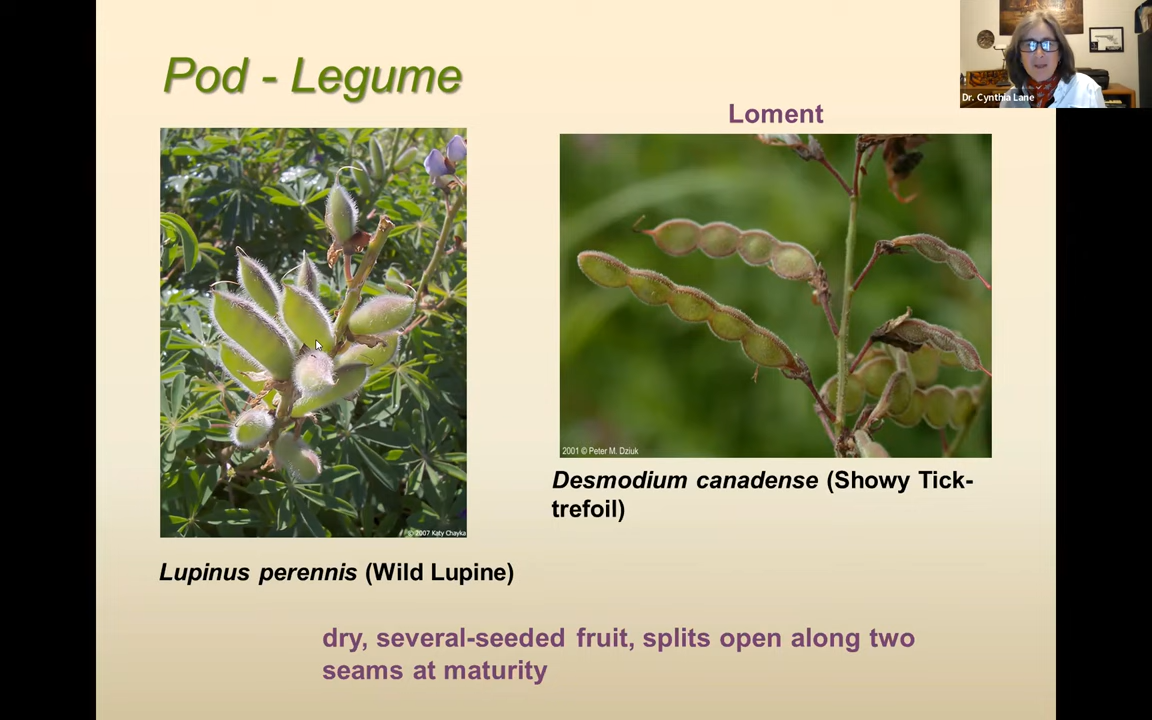 Pod - Legume
Dr. Cynthia Lane
Loment
2001 © Peter M. Dziuk
Desmodium canadense (Showy Tick-
trefoil)
© 2007 Katy Chayka
Lupinus perennis (Wild Lupine)
dry, several-seeded fruit, splits open along two
seams at maturity